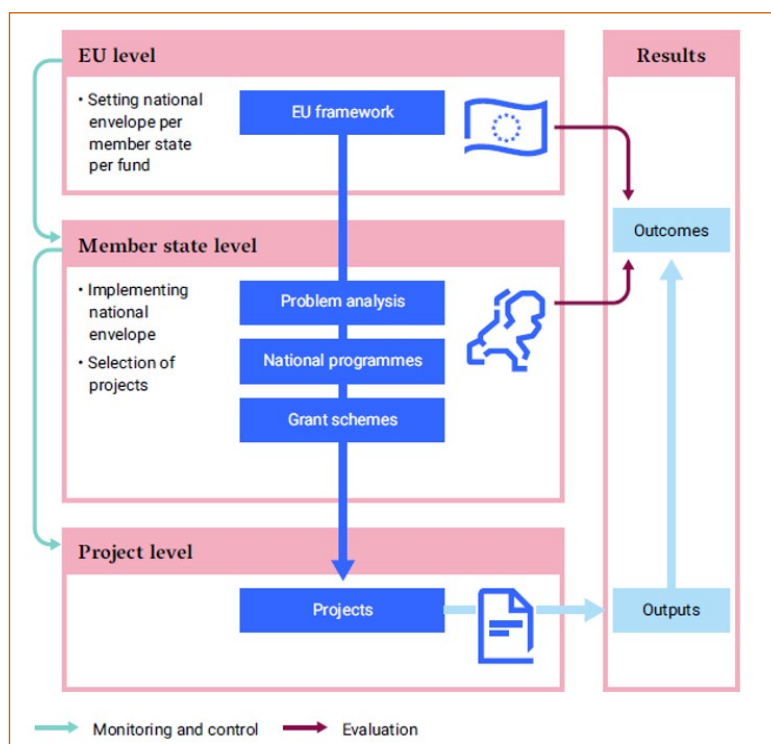 EU level
• Setting national
envelope per
member state
per fund
EU framework
Member state level
• Implementing
national
envelope
• Selection of
projects
Problem analysis
National programmes
Grant schemes
Project level
Projects
Results
Outcomes
Outputs
Monitoring and control
Evaluation